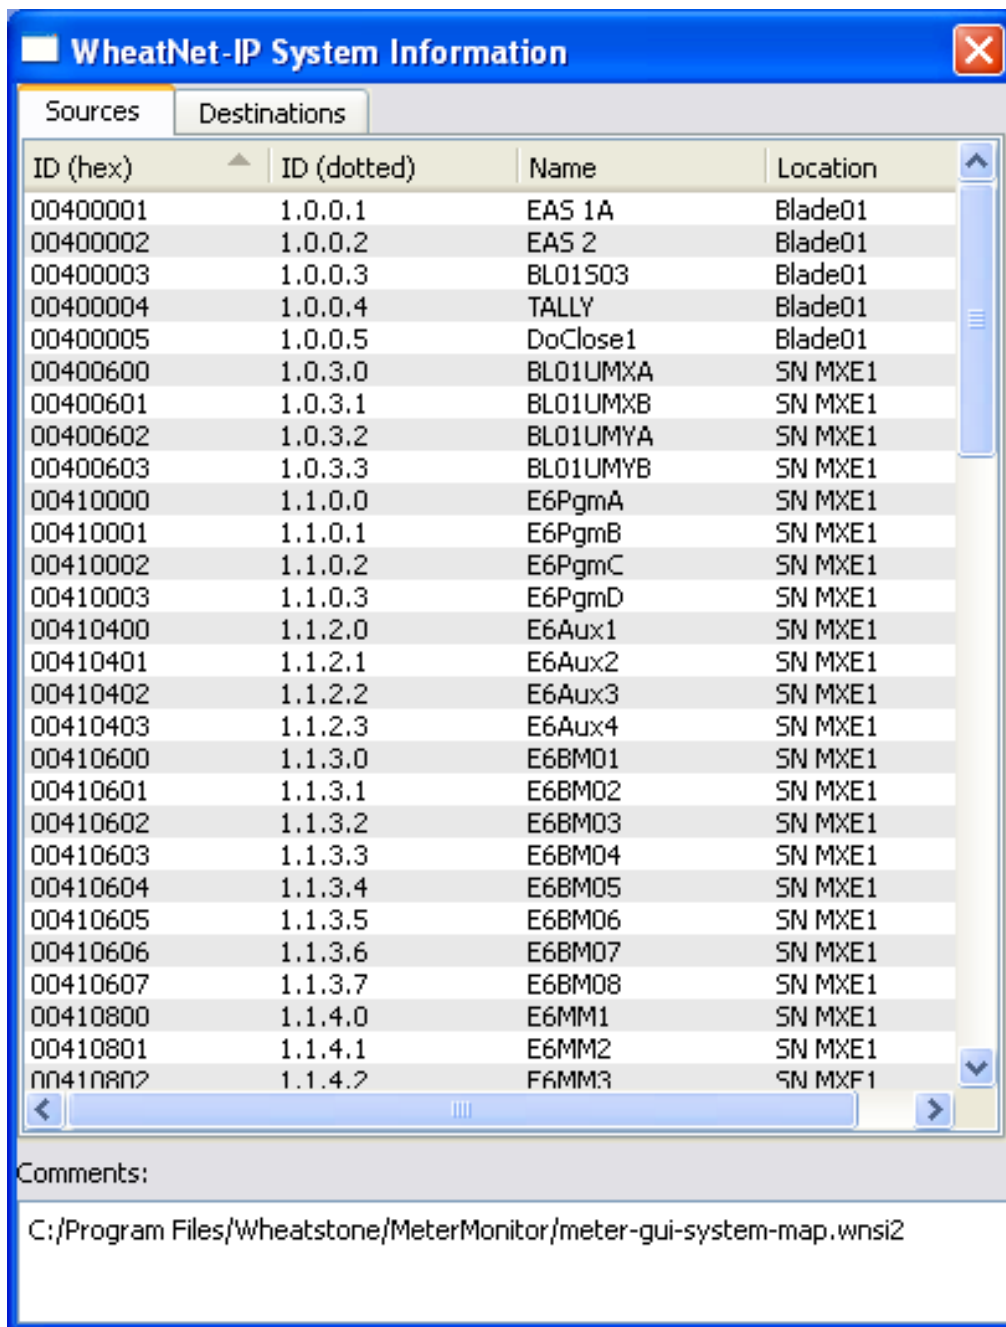 WheatNet-IP System Information
Sources Destinations
ID (hex) ID (dotted) Name Location
00400001 1.0.0.1 EAS 1A Blade01
00400002 1.0.0.2 EAS 2 Blade01
00400003 1.0.0.3 BL01S03 Blade01
00400004 1.0.0.4 TALLY Blade01
00400005 1.0.0.5 DoClose1 Blade01
00400600 1.0.3.0 BL01UMXA SN MXE1
00400601 1.0.3.1 BL01UMXB SN MXE1
00400602 1.0.3.2 BL01UMYA SN MXE1
00400603 1.0.3.3 BL01UMYB SN MXE1
00410000 1.1.0.0 E6PgmA SN MXE1
00410001 1.1.0.1 E6PgmB SN MXE1
00410002 1.1.0.2 E6PgmC SN MXE1
00410003 1.1.0.3 E6PgmD SN MXE1
00410400 1.1.2.0 E6Aux1 SN MXE1
00410401 1.1.2.1 E6Aux2 SN MXE1
00410402 1.1.2.2 E6Aux3 SN MXE1
00410403 1.1.2.3 E6Aux4 SN MXE1
00410600 1.1.3.0 E6BM01 SN MXE1
00410601 1.1.3.1 E6BM02 SN MXE1
00410602 1.1.3.2 E6BM03 SN MXE1
00410603 1.1.3.3 E6BM04 SN MXE1
00410604 1.1.3.4 E6BM05 SN MXE1
00410605 1.1.3.5 E6BM06 SN MXE1
00410606 1.1.3.6 E6BM07 SN MXE1
00410607 1.1.3.7 E6BM08 SN MXE1
00410800 1.1.4.0 E6MM1 SN MXE1
00410801 1.1.4.1 E6MM2 SN MXE1
00410802 1.1.4.2 E6MM3 SN MXE1
Comments:
C:/Program Files/Wheatstone/MeterMonitor/meter-gui-system-map.wnsi2